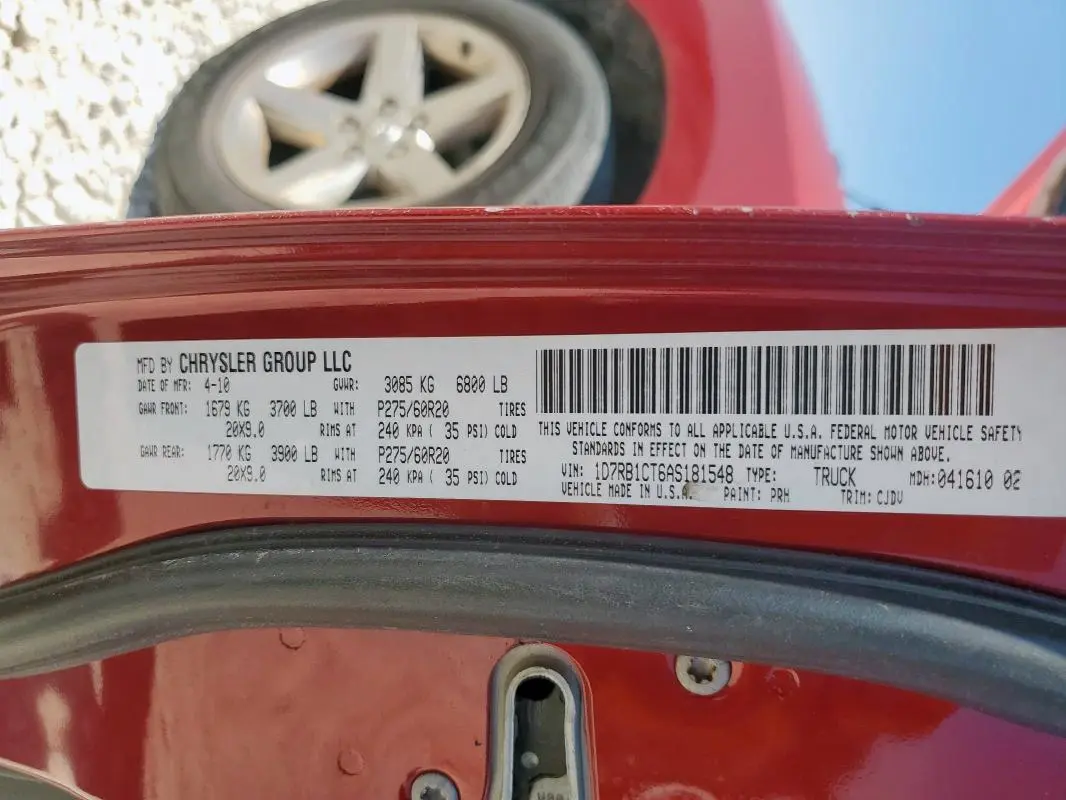 MFD BY CHRYSLER GROUP LLC
DATE OF MFR: 4-10 GVWR: 3085 KG 6800 LB
GAWR FRONT: 1679 KG 3700 LB WITH P275/60R20 TIRES
20X9.0 RIMS AT 240 KPA ( 35 PSI) COLD
GAWR REAR: 1770 KG 3900 LB WITH P275/60R20 TIRES
20X9.0 RIMS AT 240 KPA ( 35 PSI) COLD
THIS VEHICLE CONFORMS TO ALL APPLICABLE U.S.A. FEDERAL MOTOR VEHICLE SAFETY
STANDARDS IN EFFECT ON THE DATE OF MANUFACTURE SHOWN ABOVE.
VIN: 1D7RB1CT6AS181548 TYPE: TRUCK MDH:041610 02
VEHICLE MADE IN U.S.A. PAINT: PRH TRIM: CJDV